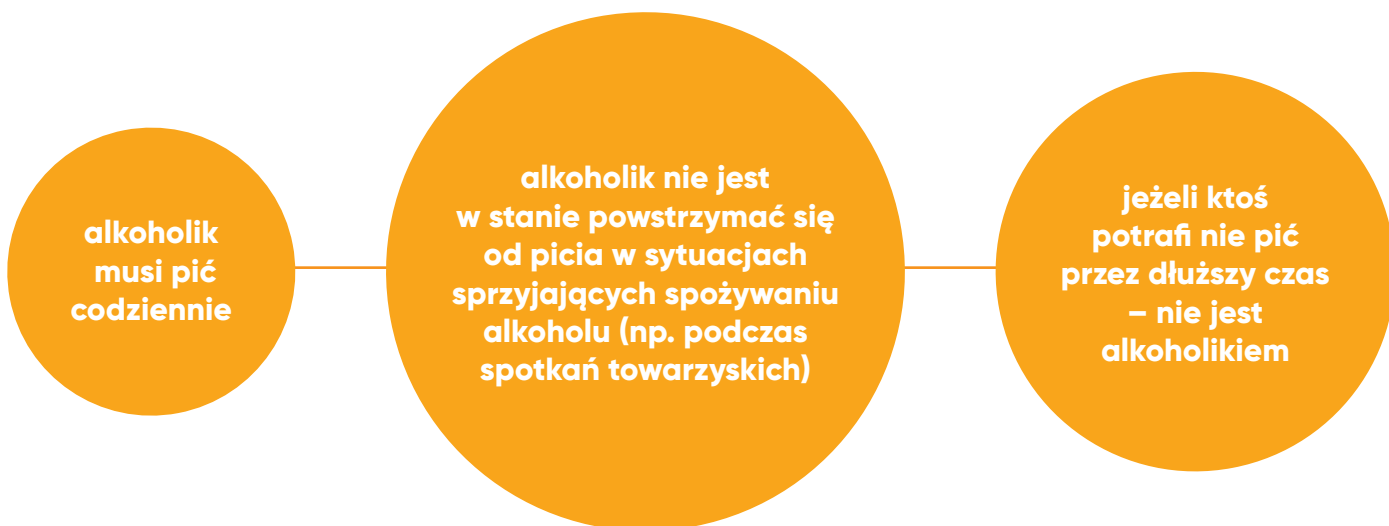 alkoholik
musi pić
codziennie
alkoholik nie jest
w stanie powstrzymać się
od picia w sytuacjach
sprzyjających spożywaniu
alkoholu (np. podczas
spotkań towarzyskich)
jeżeli ktoś
potrafi nie pić
przez dłuższy czas
– nie jest
alkoholikiem